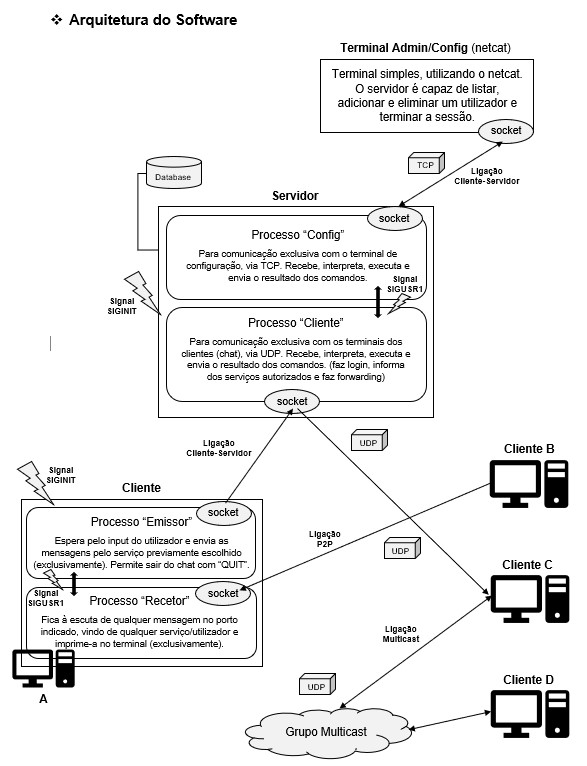 ❖ Arquitetura do Software
Terminal Admin/Config (netcat)
Terminal simples, utilizando o netcat.
O servidor é capaz de listar,
adicionar e eliminar um utilizador e
terminar a sessão.
socket
TCP
Ligação
Cliente-Servidor
Database
Servidor
socket
Processo “Config”
Para comunicação exclusiva com o terminal de
configuração, via TCP. Recebe, interpreta, executa e
envia o resultado dos comandos.
Signal
SIGINIT
Signal
SIGUSR1
Processo “Cliente”
Para comunicação exclusiva com os terminais dos
clientes (chat), via UDP. Recebe, interpreta, executa e
envia o resultado dos comandos. (faz login, informa
dos serviços autorizados e faz forwarding)
socket
UDP
Ligação
Cliente-Servidor
Cliente B
Signal
SIGINIT
Cliente
socket
Processo “Emissor”
Espera pelo input do utilizador e envia as
mensagens pelo serviço previamente escolhido
(exclusivamente). Permite sair do chat com “QUIT”.
Ligação
P2P
UDP
Cliente C
Signal
SIGUSR1
socket
Processo “Recetor”
Fica à escuta de qualquer mensagem no porto
indicado, vindo de qualquer serviço/utilizador e
imprime-a no terminal (exclusivamente).
A
Ligação
Multicast
UDP
Cliente D
Grupo Multicast